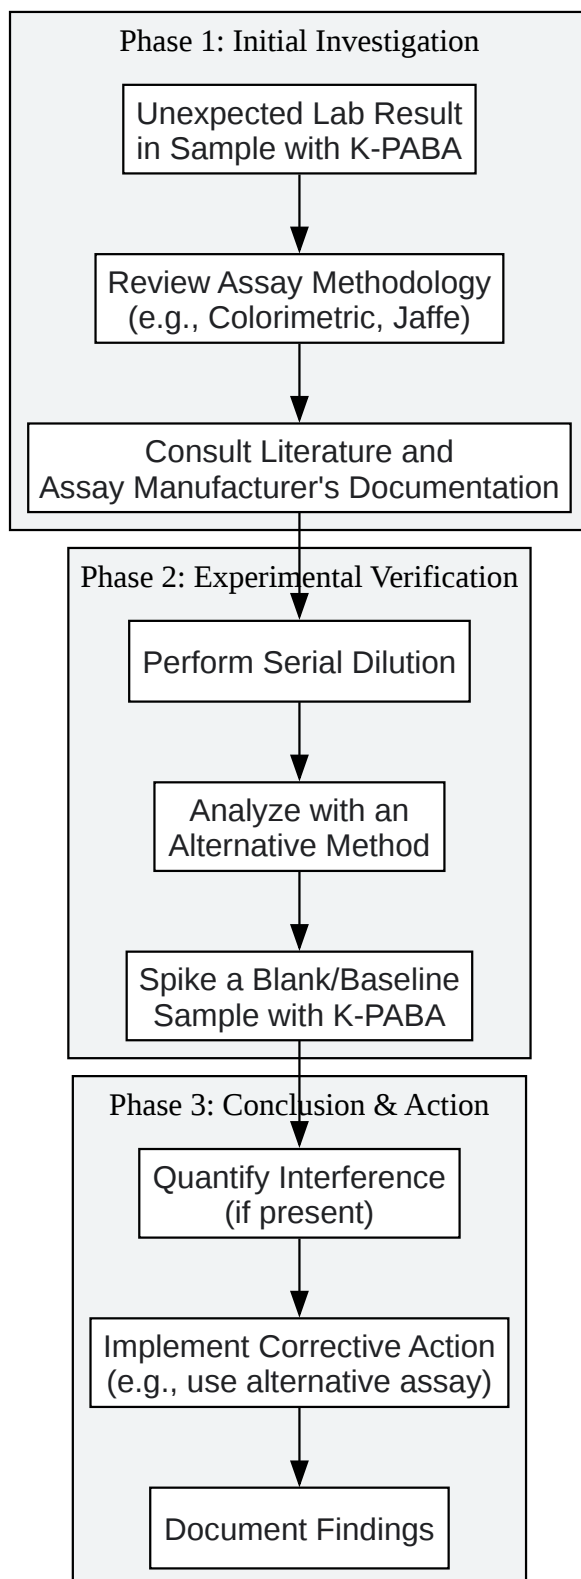 Phase 1: Initial Investigation
Unexpected Lab Result
in Sample with K-PABA
Review Assay Methodology
(e.g., Colorimetric, Jaffe)
Consult Literature and
Assay Manufacturer's Documentation
Phase 2: Experimental Verification
Perform Serial Dilution
Analyze with an
Alternative Method
Spike a Blank/Baseline
Sample with K-PABA
Phase 3: Conclusion & Action
Quantify Interference
(if present)
Implement Corrective Action
(e.g., use alternative assay)
Document Findings